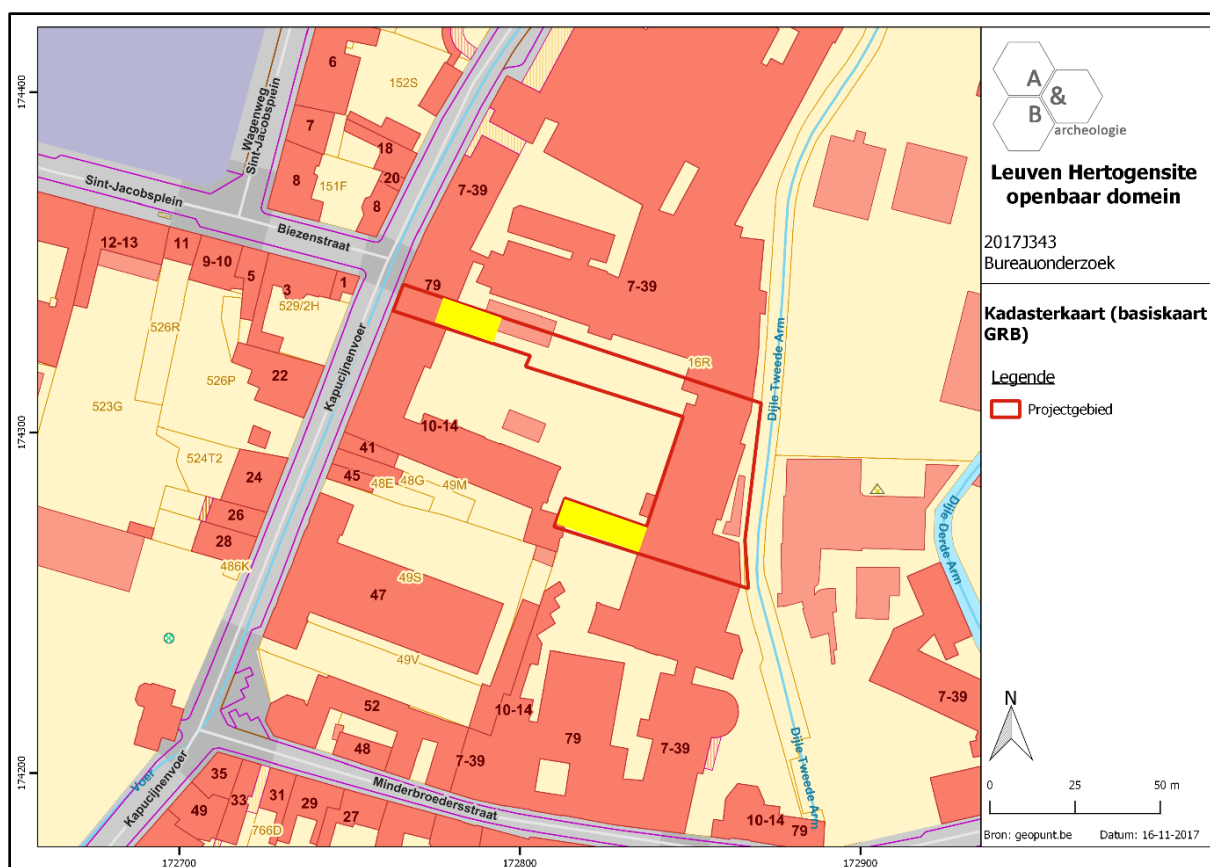 174400
174300
174200
172700
172800
172900
6
152S
Wagenweg
Sint-Jacobsplein
7
18
20
8
151F
8
7-39
Sint-Jacobsplein
Biezenstraat
12-13
11
9-10
5
3
1
529/2H
79
7-39
526R
526P
22
Kapucijnenvoer
16R
Dijle Tweede Arm
523G
10-14
524T2
24
41
45
48E
48G
49M
26
28
486K
49S
47
Dijle Derde Arm
49V
52
10-14
79
7-39
7-39
48
7-39
Voer
Kapucijnenvoer
35
33
31
29
27
49
766D
Minderbroedersstraat
Dijle Tweede Arm
10-14
79
A
&
B
archeologie
Leuven Hertogensite
openbaar domein
2017J343
Bureauonderzoek
Kadasterkaart (basiskaart
GRB)
Legende
Projectgebied
N
0 25 50 m
Bron: geopunt.be Datum: 16-11-2017